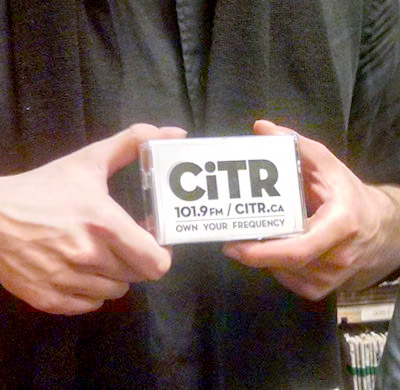 CiTR
101.9FM / CITR.CA
OWN YOUR FREQUENCY